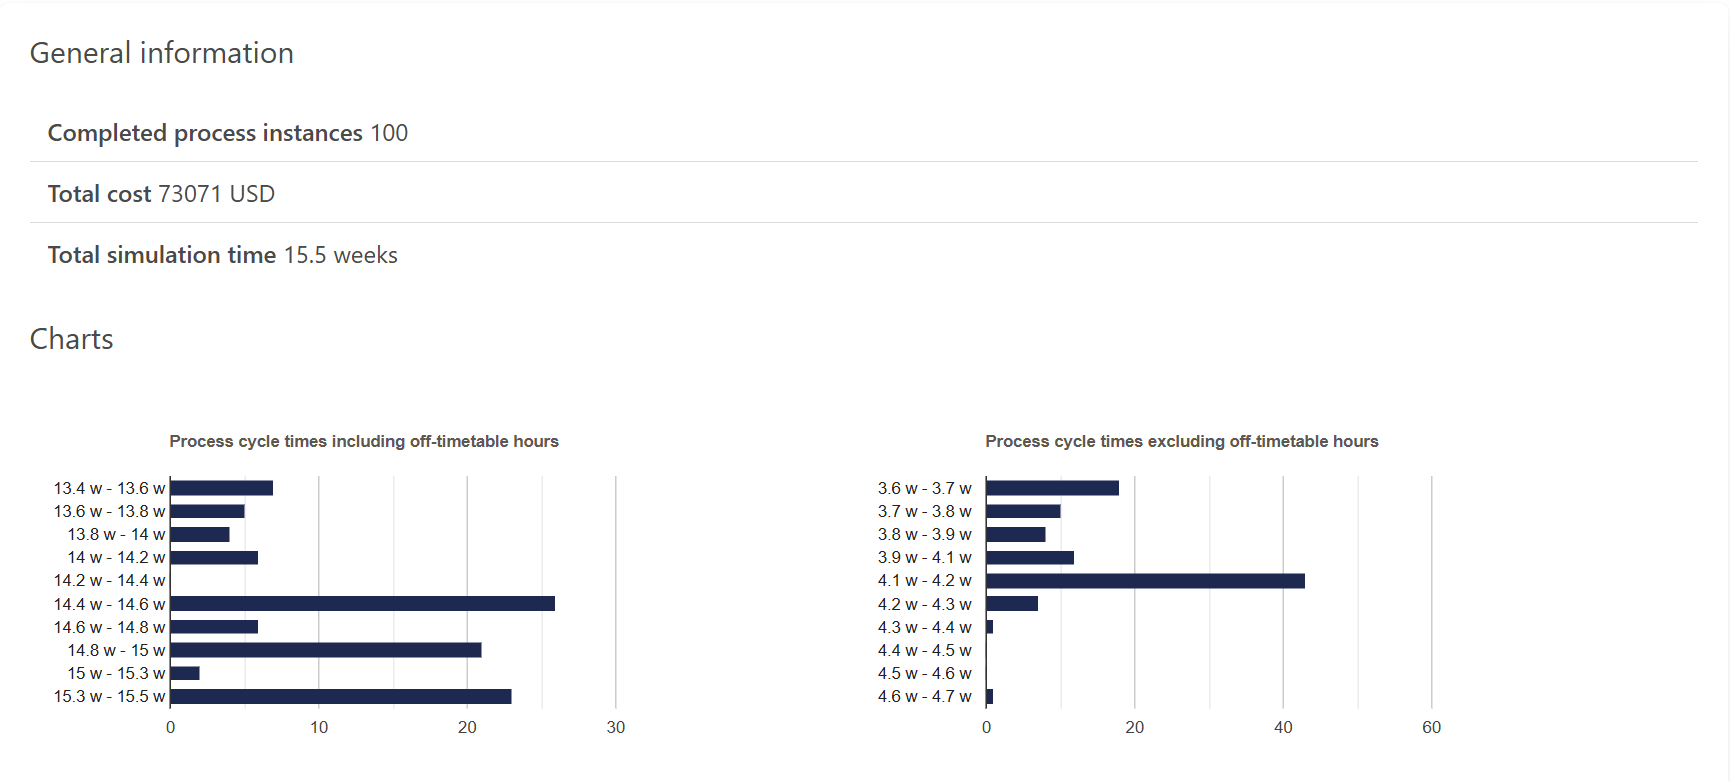 General information
Completed process instances 100
Total cost 73071 USD
Total simulation time 15.5 weeks
Charts
Process cycle times including off-timetable hours
13.4 w - 13.6 w
13.6 w - 13.8 w
13.8 w - 14 w
14 w - 14.2 w
14.2 w - 14.4 w
14.4 w - 14.6 w
14.6 w - 14.8 w
14.8 w - 15 w
15 w - 15.3 w
15.3 w - 15.5 w
0 10 20 30
Process cycle times excluding off-timetable hours
3.6 w - 3.7 w
3.7 w - 3.8 w
3.8 w - 3.9 w
3.9 w - 4.1 w
4.1 w - 4.2 w
4.2 w - 4.3 w
4.3 w - 4.4 w
4.4 w - 4.5 w
4.5 w - 4.6 w
4.6 w - 4.7 w
0 20 40 60